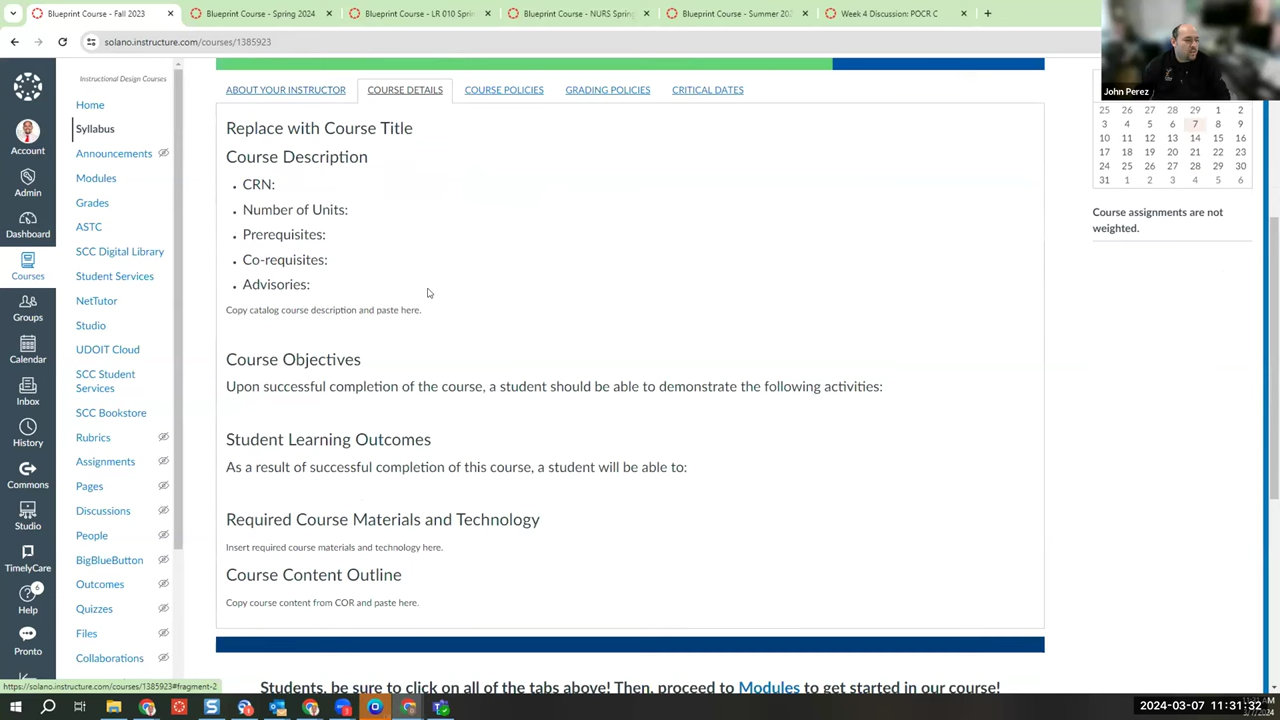 Blueprint Course - Fall 2023
Blueprint Course - Spring 2024
Blueprint Course - LR 010 Sprin
Blueprint Course - NURS Spring
Blueprint Course - Summer 202
Week 4 Discussion: POCR C
solano.instructure.com/courses/1385923
John Perez
Account
Admin
Dashboard
Courses
Groups
Calendar
Inbox
History
Commons
Studio
TimelyCare
6
Help
Pronto
Instructional Design Courses
Home
Syllabus
Announcements
Modules
Grades
ASTC
SCC Digital Library
Student Services
NetTutor
Studio
UDOIT Cloud
SCC Student
Services
SCC Bookstore
Rubrics
Assignments
Pages
Discussions
People
BigBlueButton
Outcomes
Quizzes
Files
Collaborations
ABOUT YOUR INSTRUCTOR
COURSE DETAILS
COURSE POLICIES
GRADING POLICIES
CRITICAL DATES
Replace with Course Title
Course Description
• CRN:
• Number of Units:
• Prerequisites:
• Co-requisites:
• Advisories:
Copy catalog course description and paste here.
Course Objectives
Upon successful completion of the course, a student should be able to demonstrate the following activities:
Student Learning Outcomes
As a result of successful completion of this course, a student will be able to:
Required Course Materials and Technology
Insert required course materials and technology here.
Course Content Outline
Copy course content from COR and paste here.
Students, be sure to click on all of the tabs above! Then, proceed to Modules to get started in our course!
25 26 27 28 29 1 2
3 4 5 6 7 8 9
10 11 12 13 14 15 16
17 18 19 20 21 22 23
24 25 26 27 28 29 30
31 1 2 3 4 5 6
Course assignments are not
weighted.
https://solano.instructure.com/courses/1385923#fragment-2
2024-03-07 11:31:32